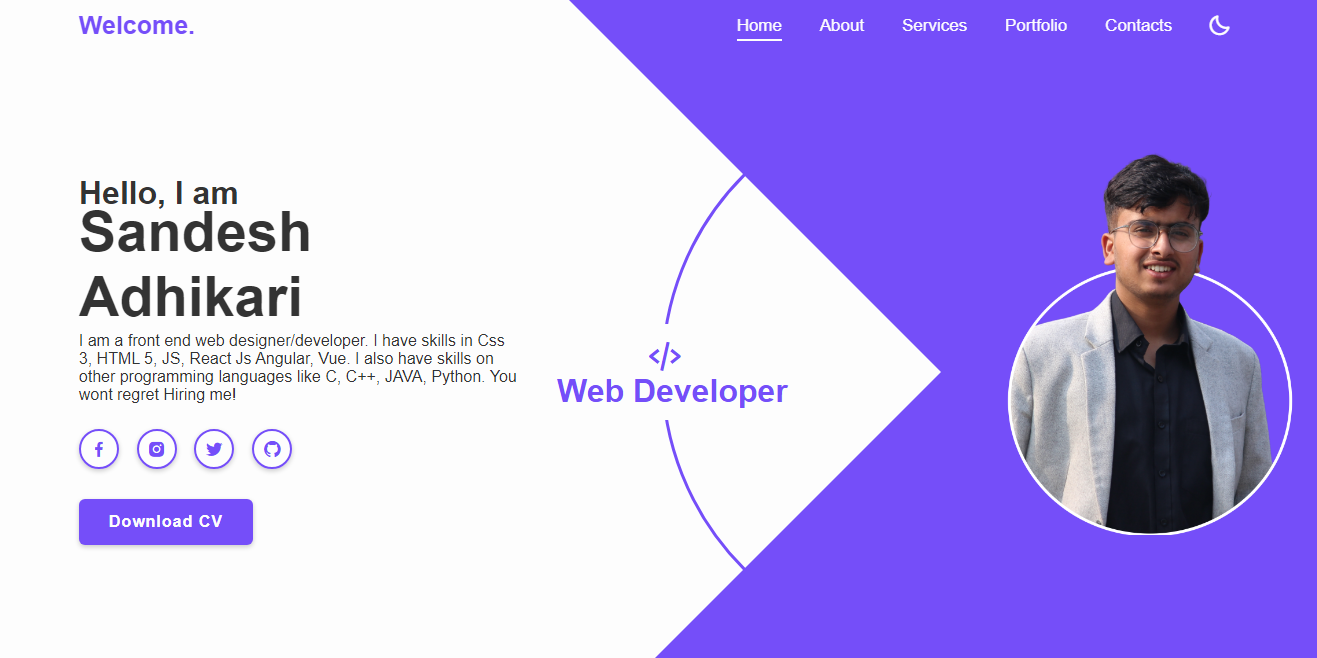 Welcome.
Home About Services Portfolio Contacts
Hello, I am
Sandesh
Adhikari
I am a front end web designer/developer. I have skills in Css
3, HTML 5, JS, React Js Angular, Vue. I also have skills on
other programming languages like C, C++, JAVA, Python. You
wont regret Hiring me!
</>
Web Developer
Download CV